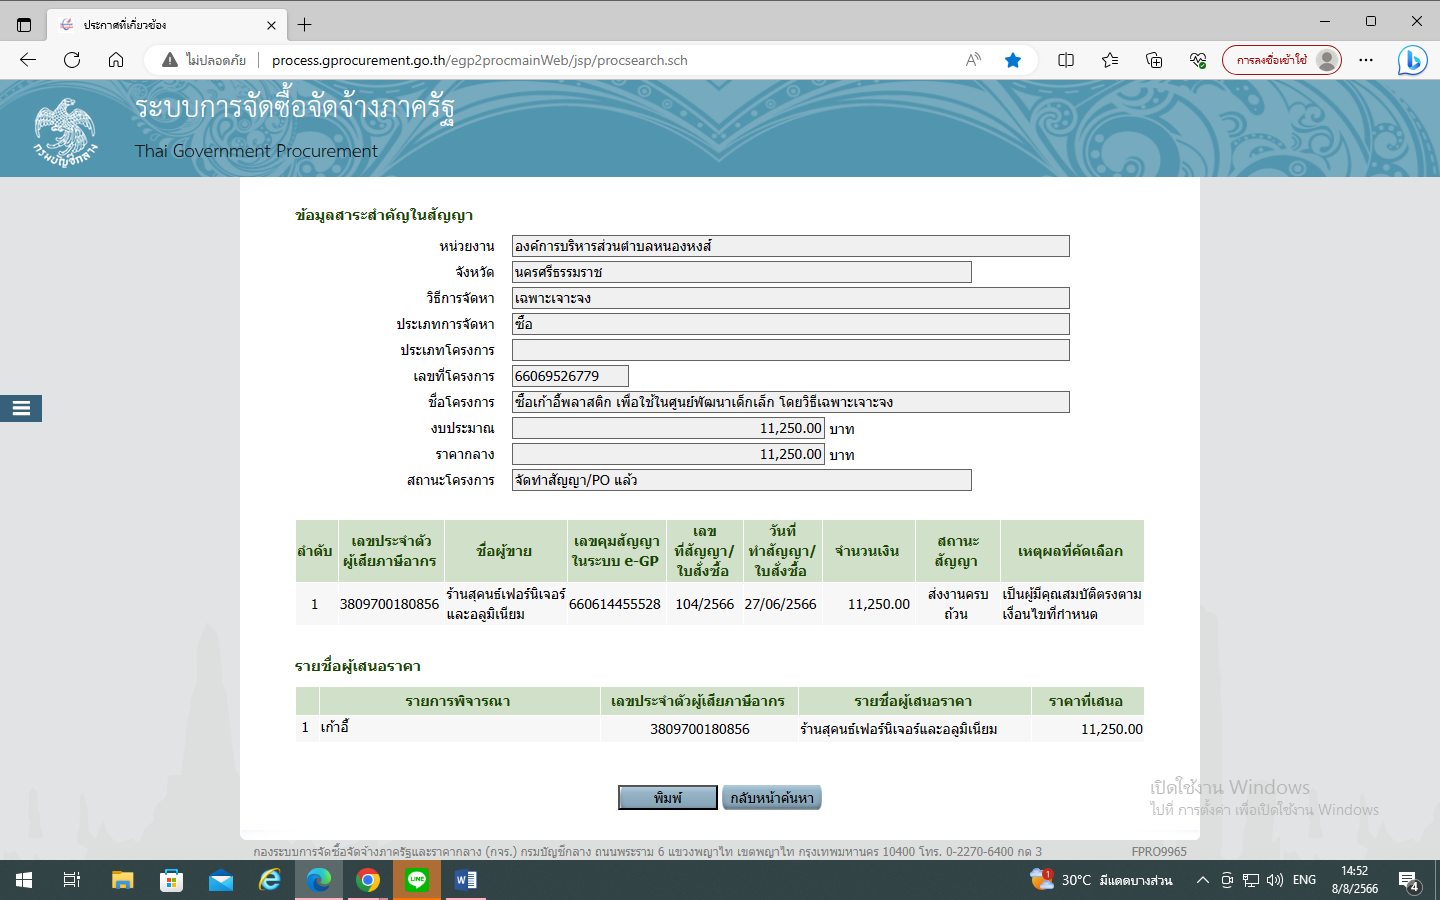 ประกาศที่เกี่ยวข้อง
ไม่ปลอดภัย process.gprocurement.go.th/egp2procmainWeb/jsp/procsearch.sch การลงชื่อเข้าใช้
ระบบการจัดซื้อจัดจ้างภาครัฐ
Thai Government Procurement
กรมบัญชีกลาง
ข้อมูลสาระสำคัญในสัญญา
หน่วยงาน องค์การบริหารส่วนตำบลหนองหงส์
จังหวัด นครศรีธรรมราช
วิธีการจัดหา เฉพาะเจาะจง
ประเภทการจัดหา ซื้อ
ประเภทโครงการ
เลขที่โครงการ 66069526779
ชื่อโครงการ ซื้อเก้าอี้พลาสติก เพื่อใช้ในศูนย์พัฒนาเด็กเล็ก โดยวิธีเฉพาะเจาะจง
งบประมาณ 11,250.00 บาท
ราคากลาง 11,250.00 บาท
สถานะโครงการ จัดทำสัญญา/PO แล้ว
ลำดับ เลขประจำตัวผู้เสียภาษีอากร ชื่อผู้ขาย เลขคุมสัญญาในระบบ e-GP เลขที่สัญญา/ใบสั่งซื้อ วันที่ทำสัญญา/ใบสั่งซื้อ จำนวนเงิน สถานะสัญญา เหตุผลที่คัดเลือก
1 3809700180856 ร้านสุคนธ์เฟอร์นิเจอร์และอลูมิเนียม 660614455528 104/2566 27/06/2566 11,250.00 ส่งงานครบถ้วน เป็นผู้มีคุณสมบัติตรงตามเงื่อนไขที่กำหนด
รายชื่อผู้เสนอราคา
รายการพิจารณา เลขประจำตัวผู้เสียภาษีอากร รายชื่อผู้เสนอราคา ราคาที่เสนอ
1 เก้าอี้ 3809700180856 ร้านสุคนธ์เฟอร์นิเจอร์และอลูมิเนียม 11,250.00
พิมพ์ กลับหน้าค้นหา
เปิดใช้งาน Windows
ไปที่ การตั้งค่า เพื่อเปิดใช้งาน Windows
กองระบบการจัดซื้อจัดจ้างภาครัฐและราคากลาง (กจร.) กรมบัญชีกลาง ถนนพระราม 6 แขวงพญาไท เขตพญาไท กรุงเทพมหานคร 10400 โทร. 0-2270-6400 กด 3 FPRO9965
1 30°C มีแดดบางส่วน ENG 14:52
8/8/2566 4